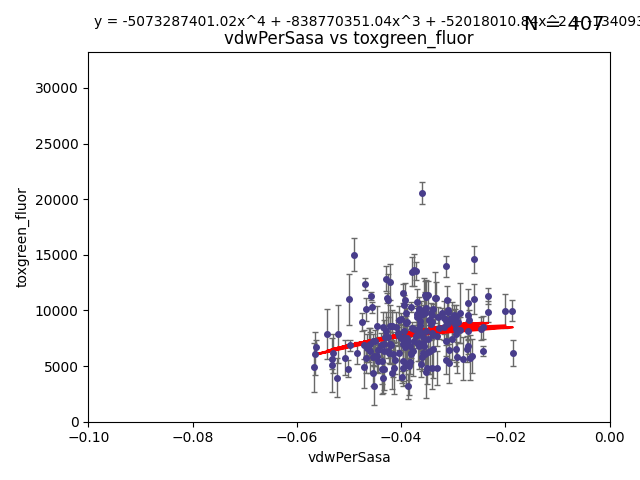 y = -5073287401.02x^4 + -838770351.04x^3 + -52018010.84x^2 + -134093
N = 407
vdwPerSasa vs toxgreen_fluor
30000
25000
20000
15000
10000
5000
0
toxgreen_fluor
−0.10 −0.08 −0.06 −0.04 −0.02 0.00
vdwPerSasa